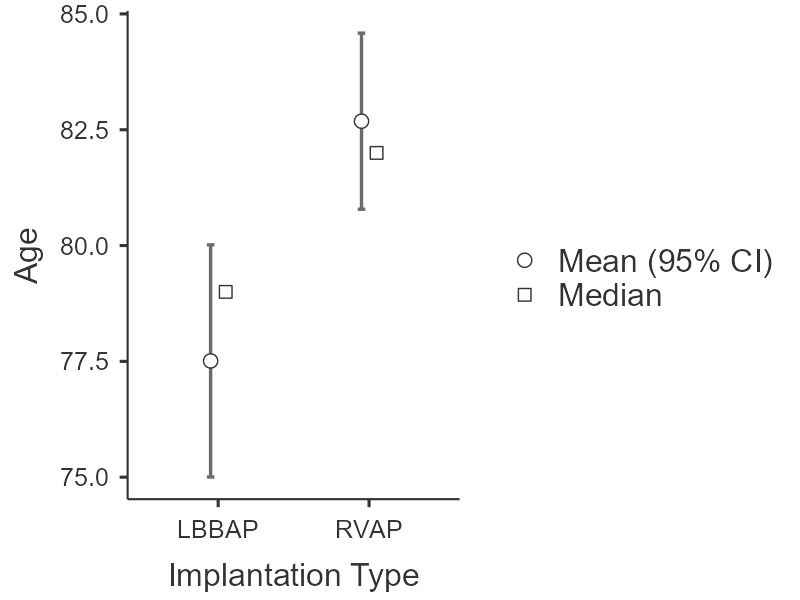 85.0
82.5
80.0
77.5
75.0
Age
LBBAP
RVAP
Implantation Type
Mean (95% CI)
Median